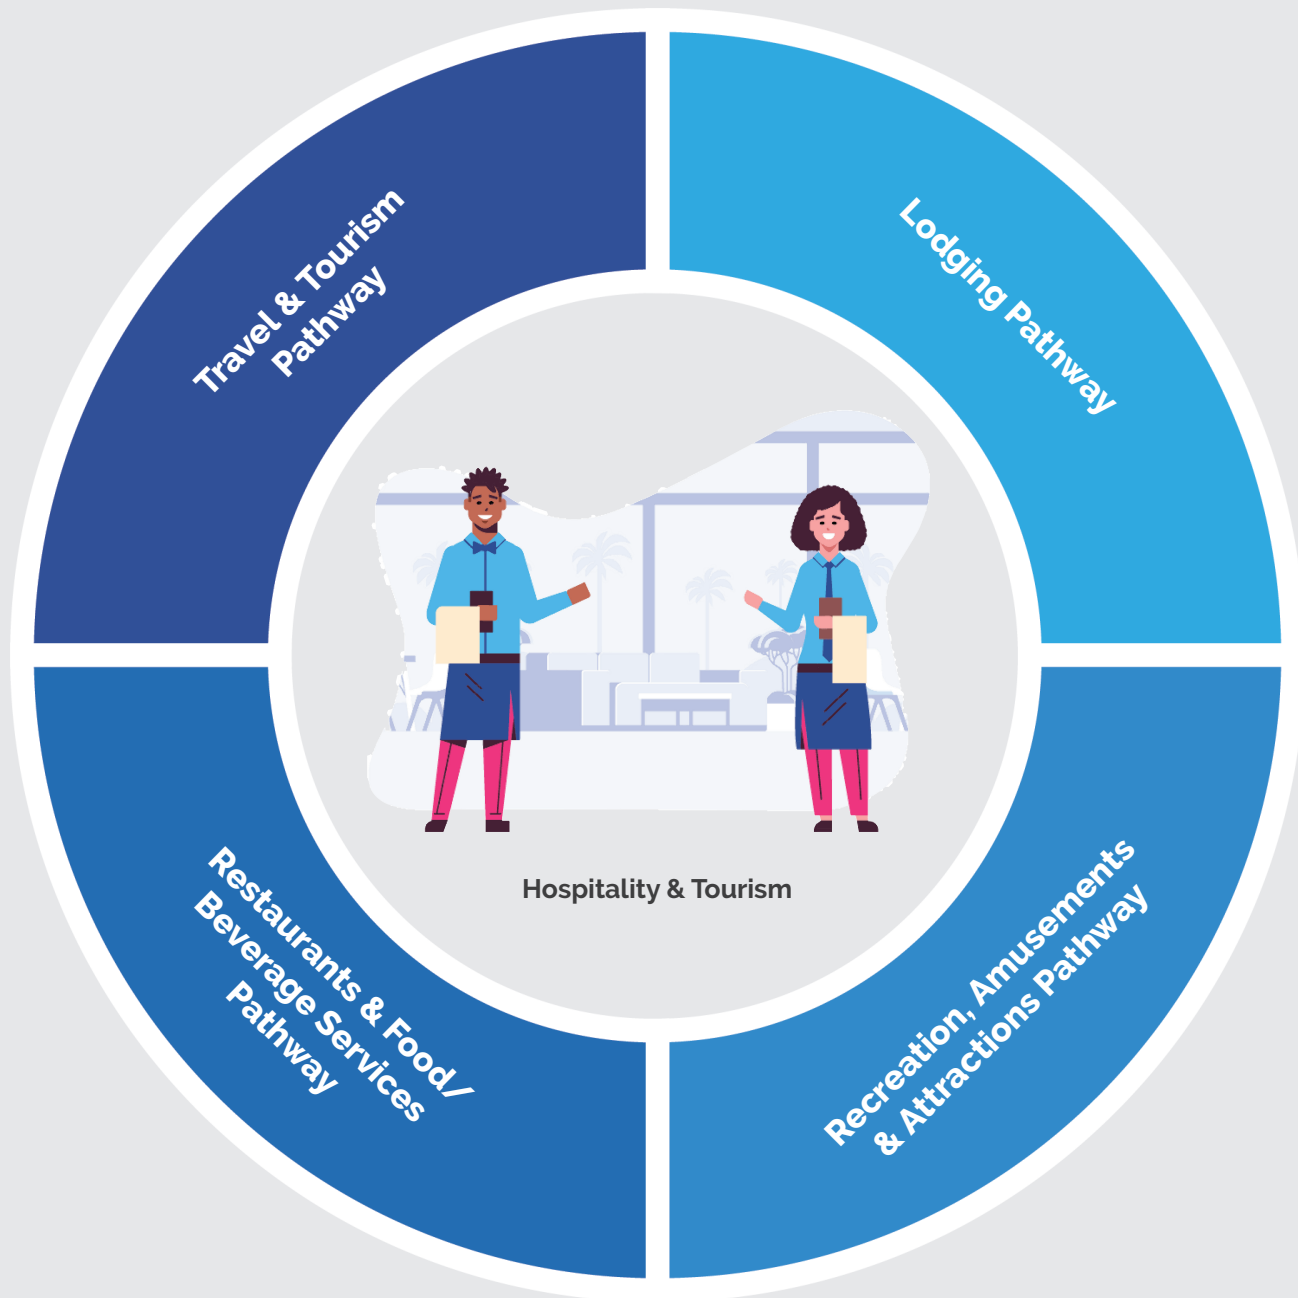 Travel & Tourism
Pathway
Lodging Pathway
Hospitality & Tourism
Restaurants & Food/
Beverage Services
Pathway
Recreation, Amusements
& Attractions Pathway